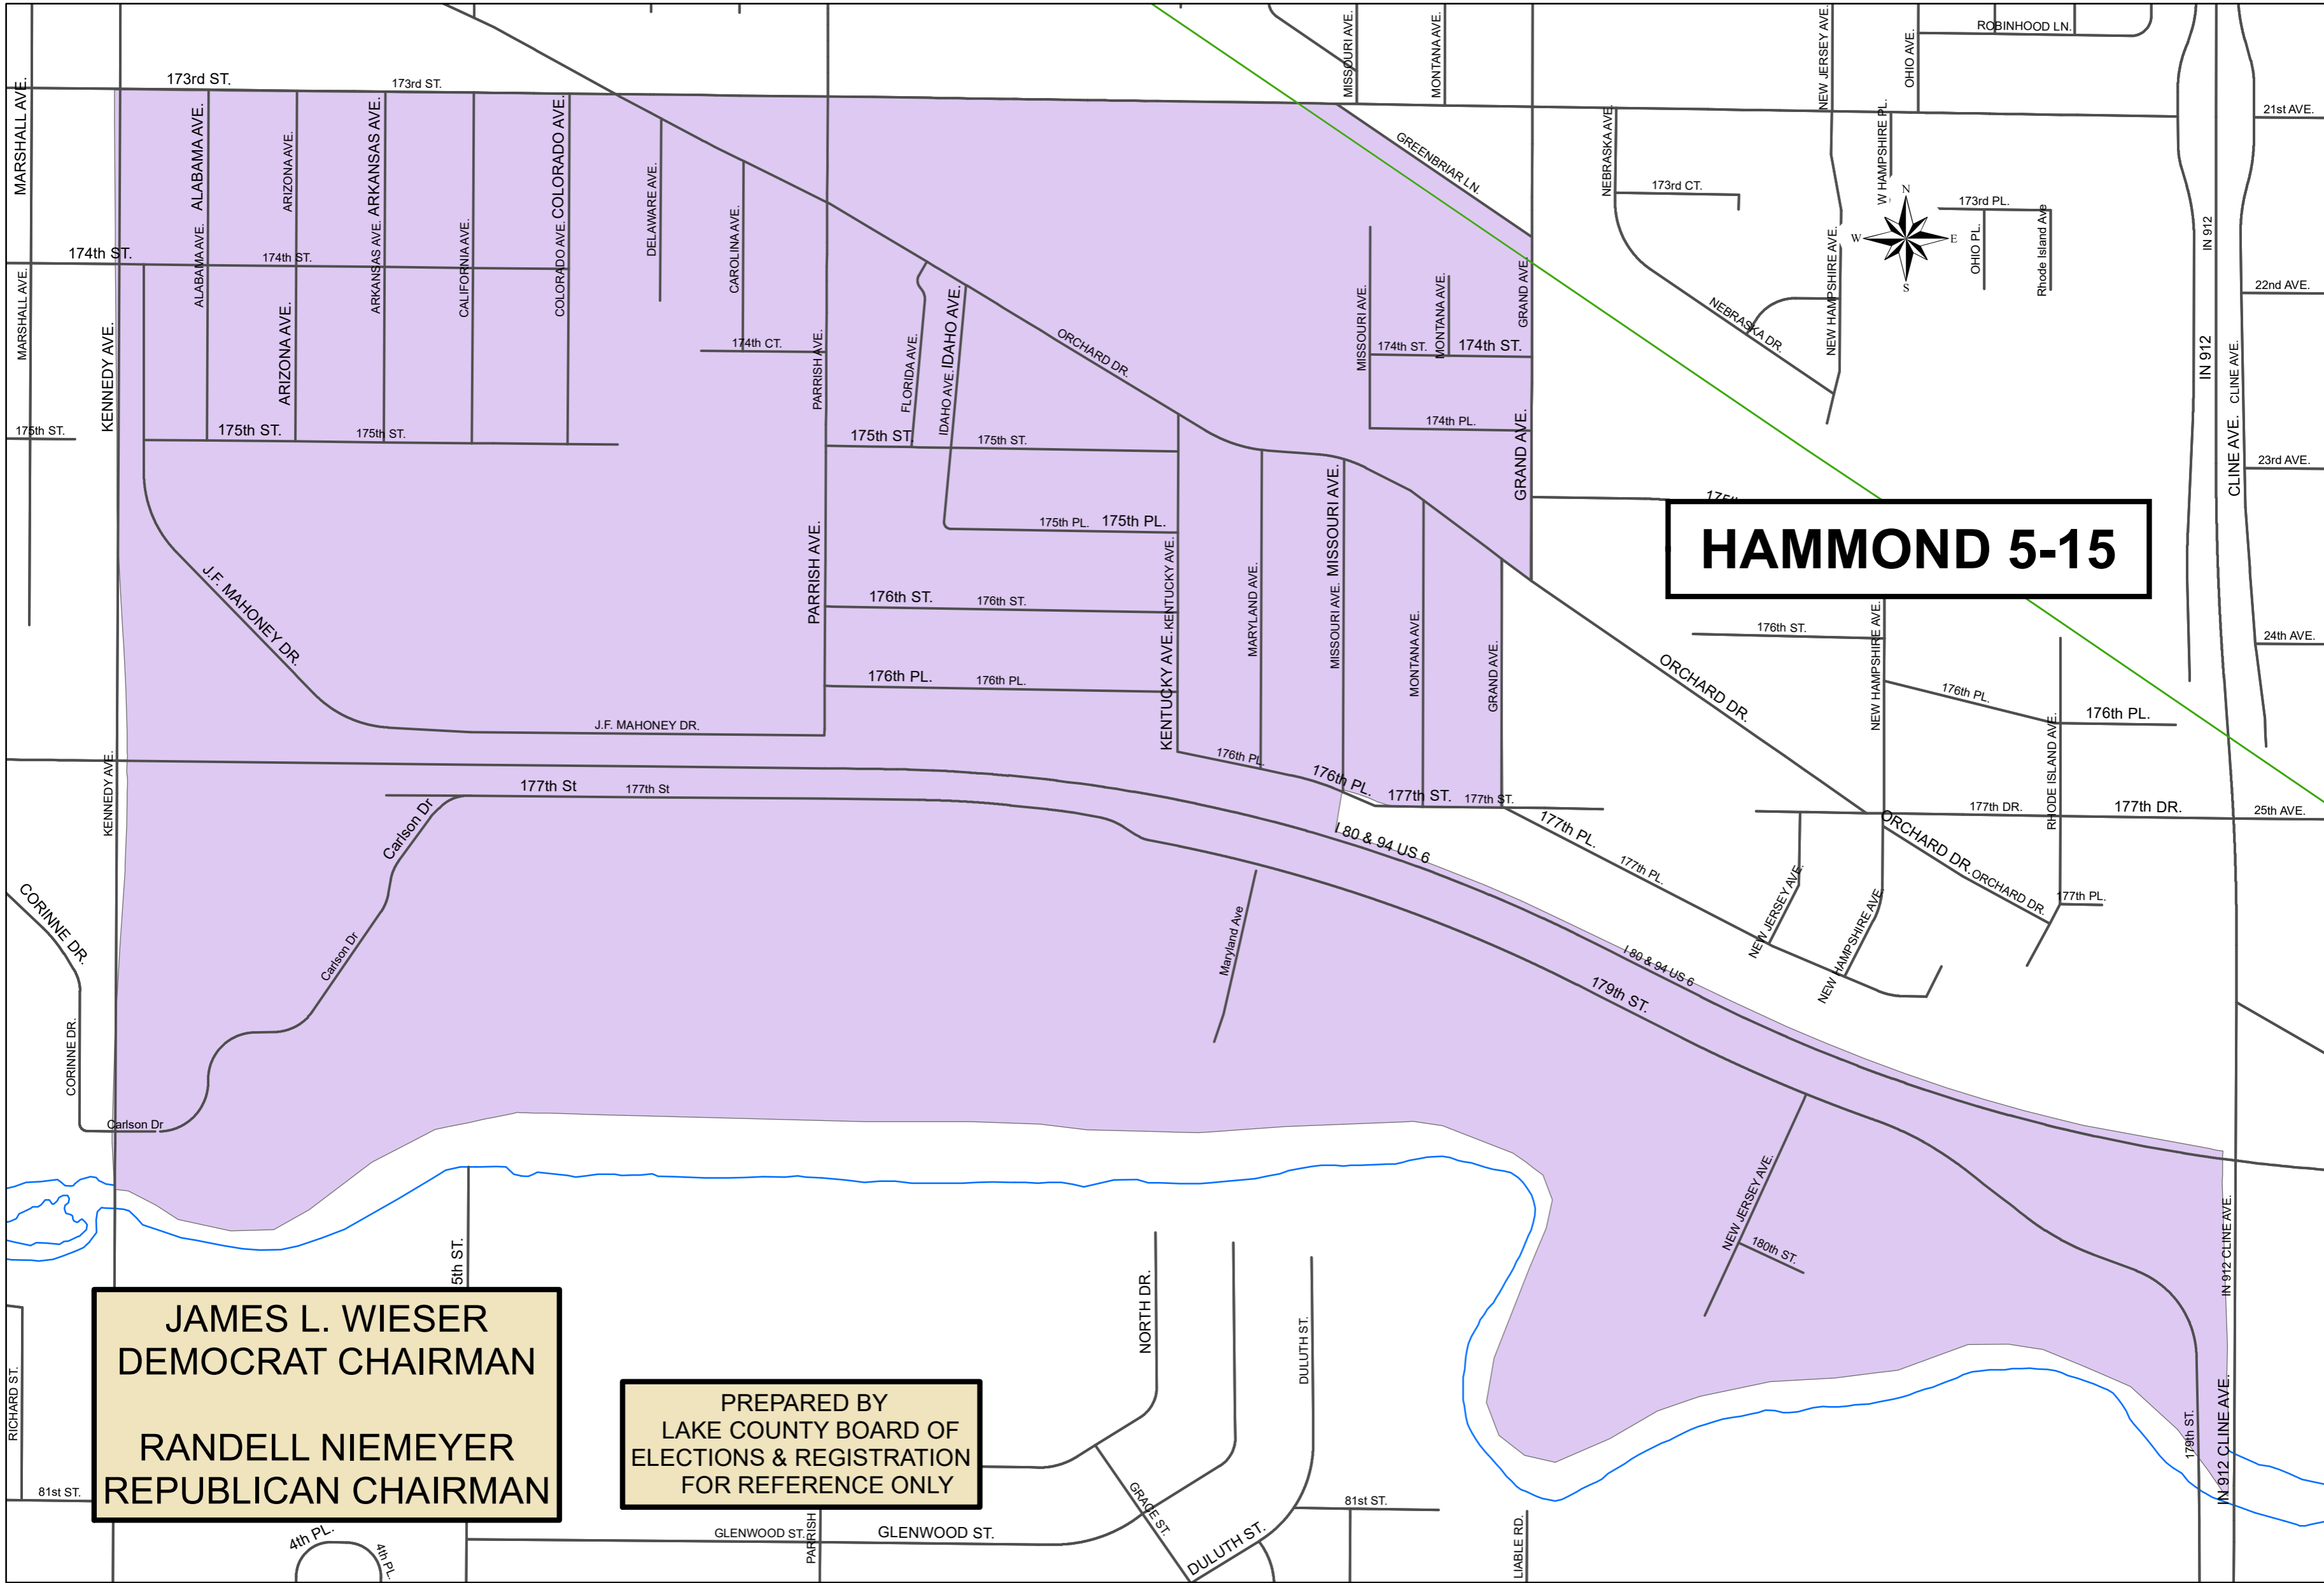 ROBINHOOD LN.
MISSOURI AVE.
MONTANA AVE.
NEW JERSEY AVE.
OHIO AVE.
MARSHALL AVE.
173rd ST.
173rd ST.
21st AVE.
ALABAMA AVE.
ARIZONA AVE.
ARKANSAS AVE.
COLORADO AVE.
GREENBRIAR LN.
NEBRASKA AVE.
W HAMPSHIRE PL.
173rd CT.
173rd PL.
N
W
E
S
DELAWARE AVE.
CAROLINA AVE.
OHIO PL.
Rhode Island Ave
IN 912
174th ST.
174th ST.
ALABAMA AVE.
ARKANSAS AVE.
CALIFORNIA AVE.
COLORADO AVE.
MARSHALL AVE.
KENNEDY AVE.
ARIZONA AVE.
174th CT.
PARRISH AVE.
FLORIDA AVE.
IDAHO AVE.
IDAHO AVE.
ORCHARD DR.
MISSOURI AVE.
MONTANA AVE.
GRAND AVE.
174th ST.
174th ST.
174th PL.
NEBRASKA DR.
NEW HAMPSHIRE AVE.
22nd AVE.
IN 912
CLINE AVE.
CLINE AVE.
23rd AVE.
175th ST.
175th ST.
175th ST.
175th ST.
175th ST.
GRAND AVE.
HAMMOND 5-15
175th PL.
175th PL.
PARRISH AVE.
KENTUCKY AVE.
KENTUCKY AVE.
MARYLAND AVE.
MISSOURI AVE.
MISSOURI AVE.
MONTANA AVE.
GRAND AVE.
J.F. MAHONEY DR.
176th ST.
176th ST.
176th PL.
176th PL.
J.F. MAHONEY DR.
176th ST.
24th AVE.
ORCHARD DR.
NEW HAMPSHIRE AVE.
176th PL.
176th PL.
RHODE ISLAND AVE.
KENNEDY AVE.
177th St
177th St
176th PL.
176th PL.
177th ST.
177th ST.
177th DR.
177th DR.
25th AVE.
Carlson Dr
I 80 & 94 US 6
177th PL.
177th PL.
ORCHARD DR.
ORCHARD DR.
177th PL.
CORINNE DR.
Carlson Dr
Maryland Ave
NEW JERSEY AVE.
NEW HAMPSHIRE AVE.
I 80 & 94 US 6
179th ST.
CORINNE DR.
Carlson Dr
NEW JERSEY AVE.
180th ST.
IN 912 CLINE AVE.
5th ST.
JAMES L. WIESER
DEMOCRAT CHAIRMAN
RANDELL NIEMEYER
REPUBLICAN CHAIRMAN
PREPARED BY
LAKE COUNTY BOARD OF
ELECTIONS & REGISTRATION
FOR REFERENCE ONLY
NORTH DR.
DULUTH ST.
RICHARD ST.
179th ST.
IN 912 CLINE AVE.
81st ST.
81st ST.
GRACE ST.
4th PL.
4th PL.
GLENWOOD ST.
GLENWOOD ST.
PARRISH
DULUTH ST.
LIABLE RD.